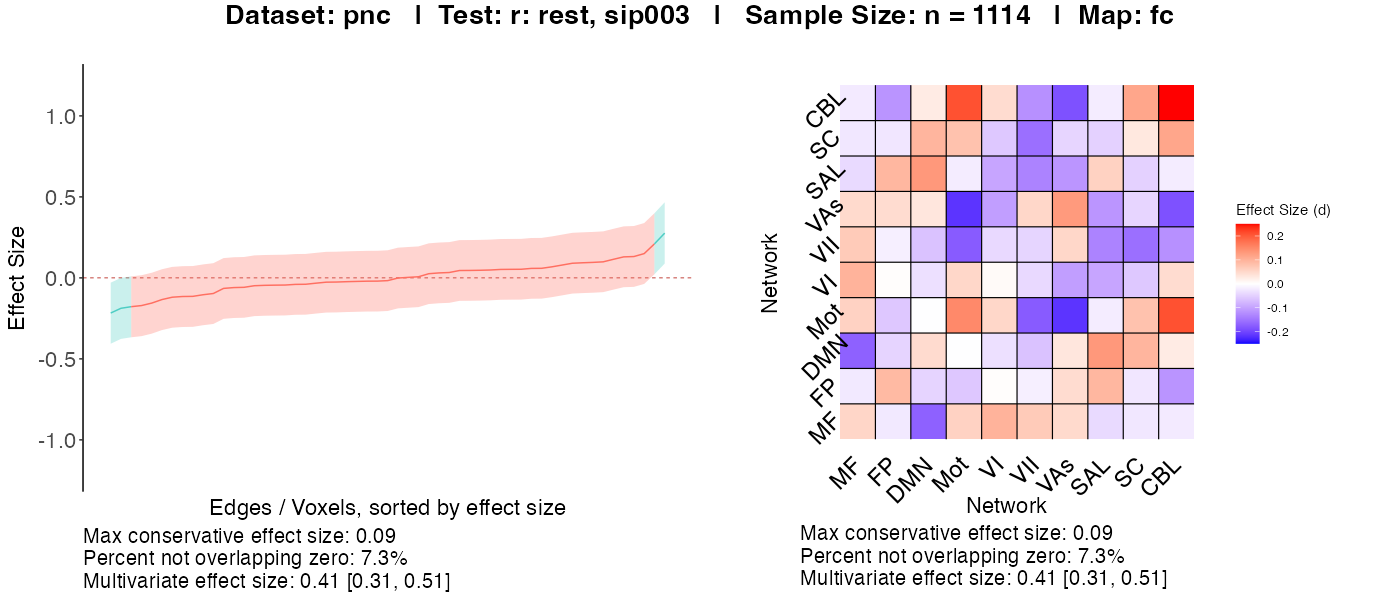 Dataset: pnc | Test: r: rest, sip003 | Sample Size: n = 1114 | Map: fc
Effect Size
1.0
0.5
0.0
-0.5
-1.0
Edges / Voxels, sorted by effect size
Max conservative effect size: 0.09
Percent not overlapping zero: 7.3%
Multivariate effect size: 0.41 [0.31, 0.51]
Network
CBL
SC
SAL
VAs
VII
VI
Mot
DMN
FP
MF
MF FP DMN Mot VI VII VAs SAL SC CBL
Network
Effect Size (d)
0.2
0.1
0.0
-0.1
-0.2
Max conservative effect size: 0.09
Percent not overlapping zero: 7.3%
Multivariate effect size: 0.41 [0.31, 0.51]